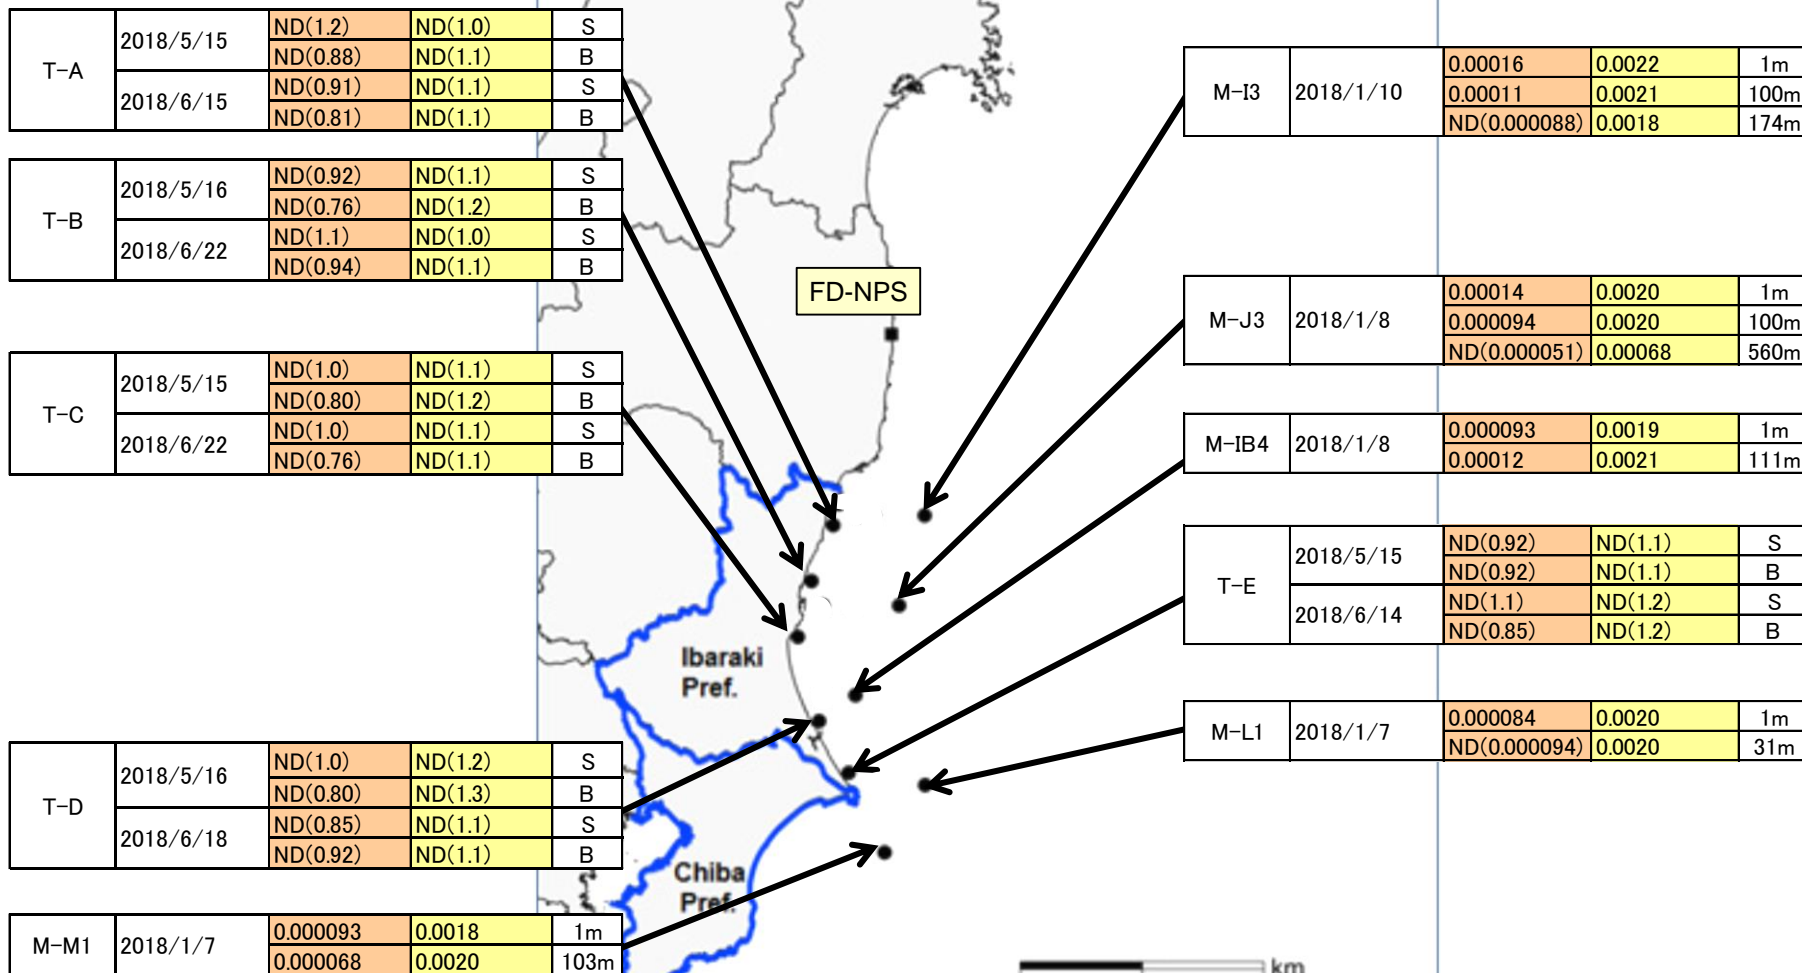 T-A
2018/5/15
ND(1.2) ND(1.0) S
ND(0.88) ND(1.1) B
2018/6/15
ND(0.91) ND(1.1) S
ND(0.81) ND(1.1) B
T-B
2018/5/16
ND(0.92) ND(1.1) S
ND(0.76) ND(1.2) B
2018/6/22
ND(1.1) ND(1.0) S
ND(0.94) ND(1.1) B
T-C
2018/5/15
ND(1.0) ND(1.1) S
ND(0.80) ND(1.2) B
2018/6/22
ND(1.0) ND(1.1) S
ND(0.76) ND(1.1) B
T-D
2018/5/16
ND(1.0) ND(1.2) S
ND(0.80) ND(1.3) B
2018/6/18
ND(0.85) ND(1.1) S
ND(0.92) ND(1.1) B
M-M1
2018/1/7
0.000093 0.0018 1m
0.000068 0.0020 103m
FD-NPS
Ibaraki
Pref.
Chiba
Pref.
km
M-I3
2018/1/10
0.00016 0.0022 1m
0.00011 0.0021 100m
ND(0.000088) 0.0018 174m
M-J3
2018/1/8
0.00014 0.0020 1m
0.000094 0.0020 100m
ND(0.000051) 0.00068 560m
M-IB4
2018/1/8
0.000093 0.0019 1m
0.00012 0.0021 111m
T-E
2018/5/15
ND(0.92) ND(1.1) S
ND(0.92) ND(1.1) B
2018/6/14
ND(1.1) ND(1.2) S
ND(0.85) ND(1.2) B
M-L1
2018/1/7
0.000084 0.0020 1m
ND(0.000094) 0.0020 31m